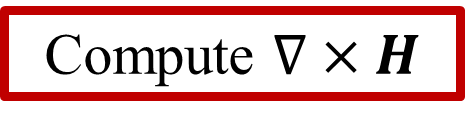 Compute ∇ × H